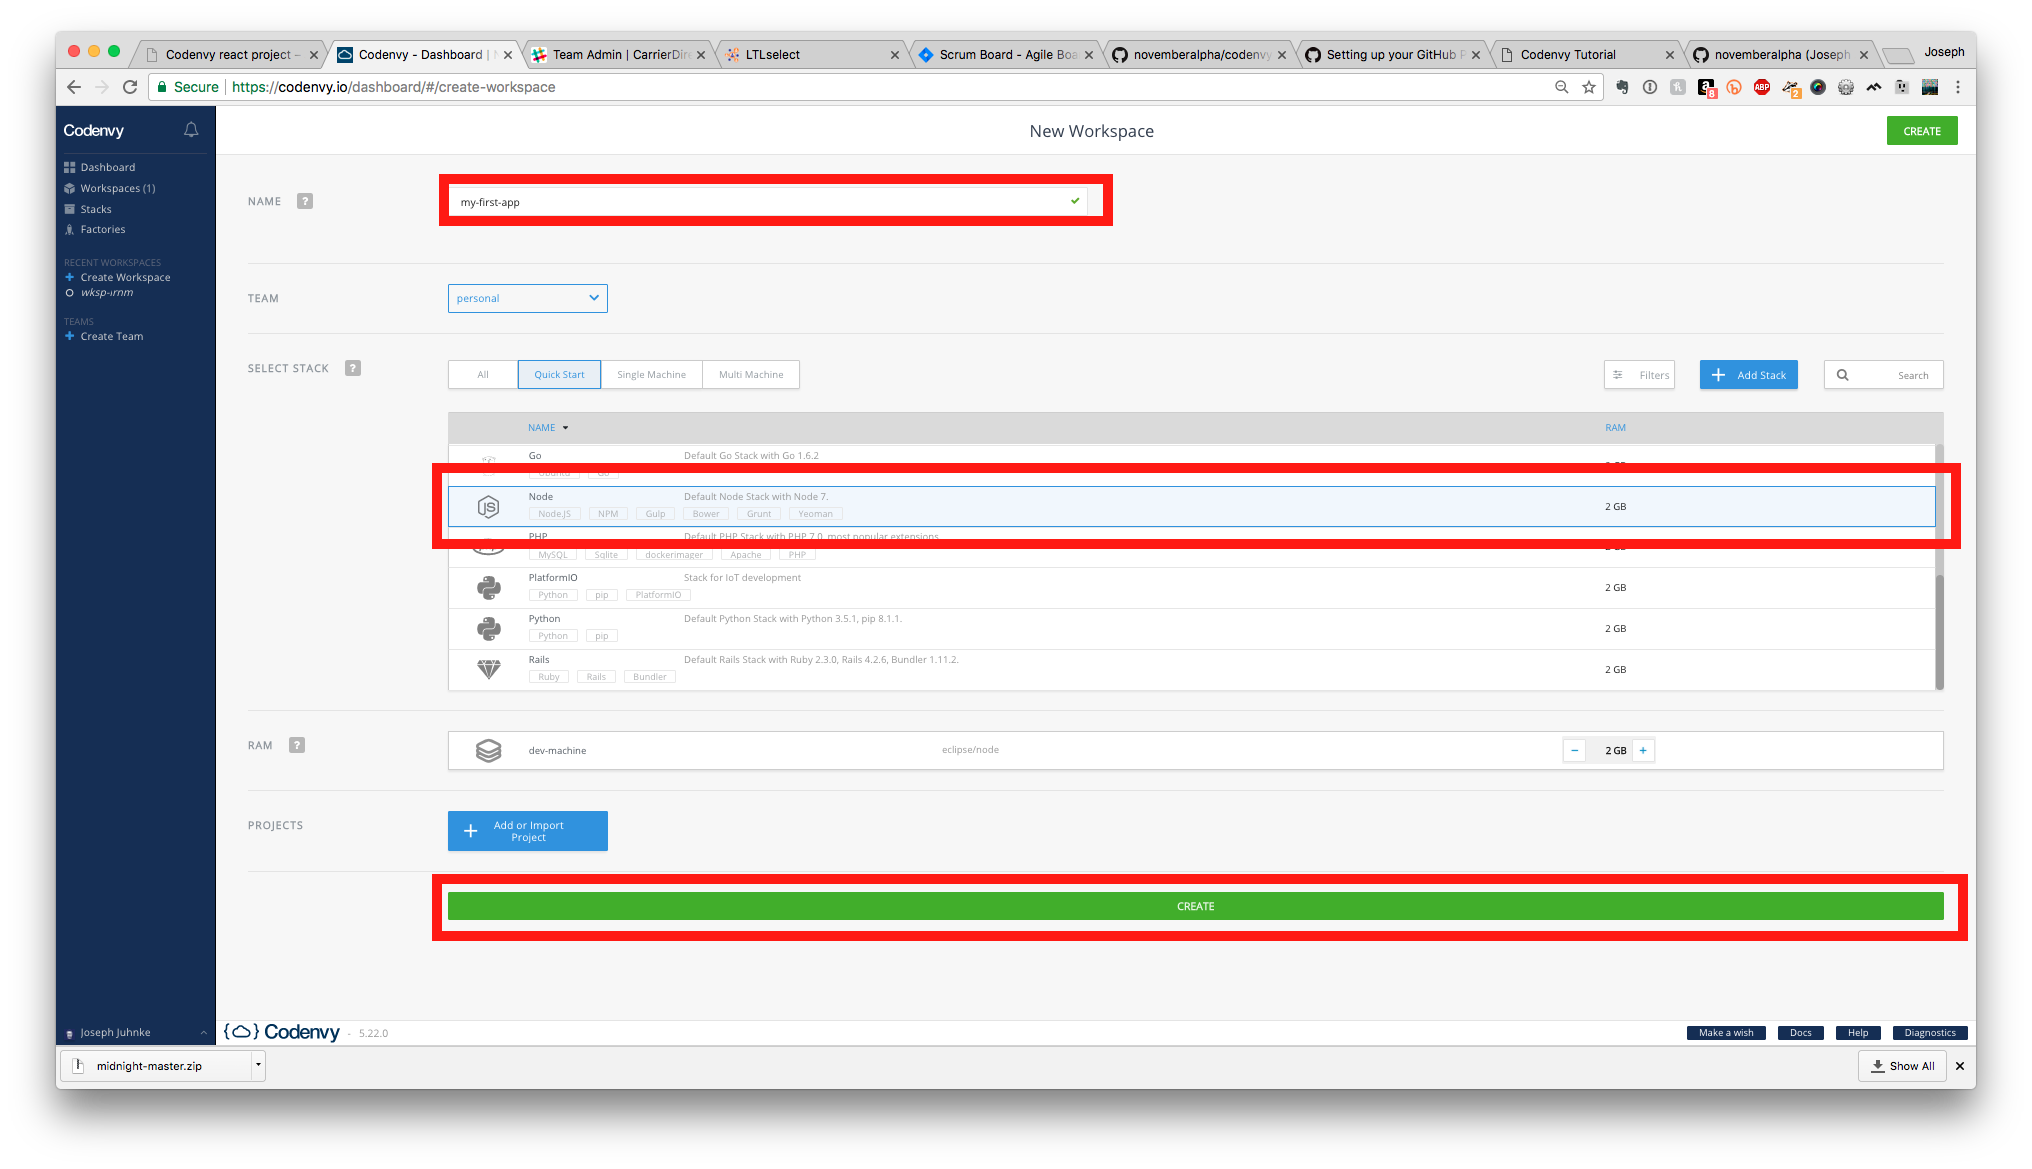 Codenvy react project –
Codenvy - Dashboard | N
Team Admin | CarrierDire
LTLselect
Scrum Board - Agile Boa
novemberalpha/codenvy
Setting up your GitHub P
Codenvy Tutorial
novemberalpha (Joseph
Joseph
Secure
https://codenvy.io/dashboard/#/create-workspace
Codenvy
New Workspace
CREATE
Dashboard
Workspaces (1)
Stacks
Factories
RECENT WORKSPACES
Create Workspace
wksp-irnm
TEAMS
Create Team
NAME ?
my-first-app
TEAM
personal
SELECT STACK ?
All
Quick Start
Single Machine
Multi Machine
Filters
Add Stack
Search
NAME
RAM
Go
Default Go Stack with Go 1.6.2
Node
Default Node Stack with Node 7.
Node.JS NPM Gulp Bower Grunt Yeoman
2 GB
PHP
Default PHP Stack with PHP 7.0, most popular extensions
MySQL Sqlite dockerimager Apache PHP
PlatformIO
Stack for IoT development
Python pip PlatformIO
2 GB
Python
Default Python Stack with Python 3.5.1, pip 8.1.1.
Python pip
2 GB
Rails
Default Rails Stack with Ruby 2.3.0, Rails 4.2.6, Bundler 1.11.2.
Ruby Rails Bundler
2 GB
RAM ?
dev-machine
eclipse/node
− 2 GB +
PROJECTS
Add or Import
Project
CREATE
Joseph Juhnke
Codenvy - 5.22.0
Make a wish
Docs
Help
Diagnostics
midnight-master.zip
Show All